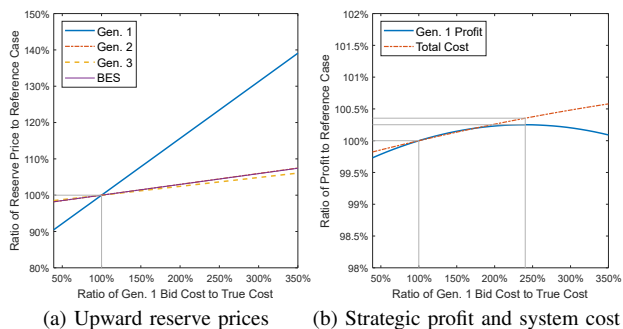 150%
140%
130%
120%
110%
100%
90%
80%
Ratio of Reserve Price to Reference Case
Gen. 1
Gen. 2
Gen. 3
BES
50% 100% 150% 200% 250% 300% 350%
Ratio of Gen. 1 Bid Cost to True Cost
(a) Upward reserve prices
102%
101.5%
101%
100.5%
100%
99.5%
99%
98.5%
98%
Ratio of Profit to Reference Case
Gen. 1 Profit
Total Cost
50% 100% 150% 200% 250% 300% 350%
Ratio of Gen. 1 Bid Cost to True Cost
(b) Strategic profit and system cost